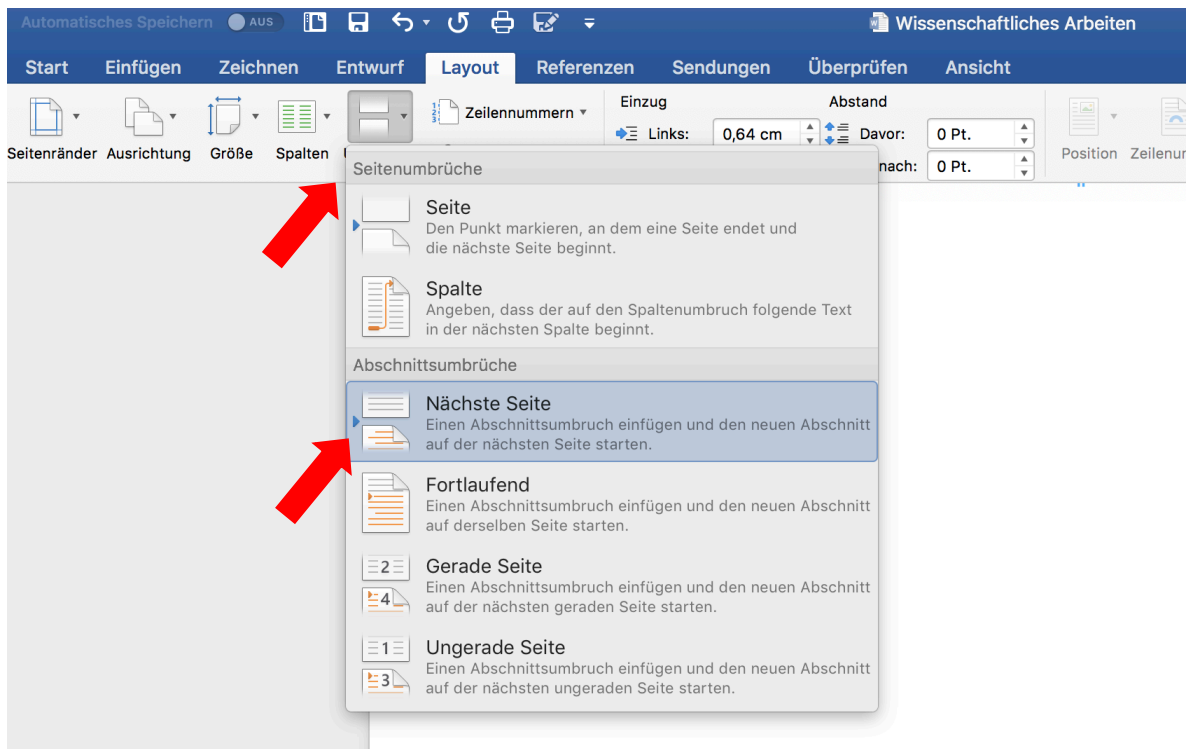 Automatisches Speichern AUS Wissenschaftliches Arbeiten
Start Einfügen Zeichnen Entwurf Layout Referenzen Sendungen Überprüfen Ansicht
Zeilennummern Einzug Abstand
Links: 0,64 cm Davor: 0 Pt.
Seitenränder Ausrichtung Größe Spalten Position
nach: 0 Pt.
Seitenumbrüche
Seite
Den Punkt markieren, an dem eine Seite endet und
die nächste Seite beginnt.
Spalte
Angeben, dass der auf den Spaltenumbruch folgende Text
in der nächsten Spalte beginnt.
Abschnittsumbrüche
Nächste Seite
Einen Abschnittsumbruch einfügen und den neuen Abschnitt
auf der nächsten Seite starten.
Fortlaufend
Einen Abschnittsumbruch einfügen und den neuen Abschnitt
auf derselben Seite starten.
2
Gerade Seite
4
Einen Abschnittsumbruch einfügen und den neuen Abschnitt
auf der nächsten geraden Seite starten.
1
Ungerade Seite
3
Einen Abschnittsumbruch einfügen und den neuen Abschnitt
auf der nächsten ungeraden Seite starten.